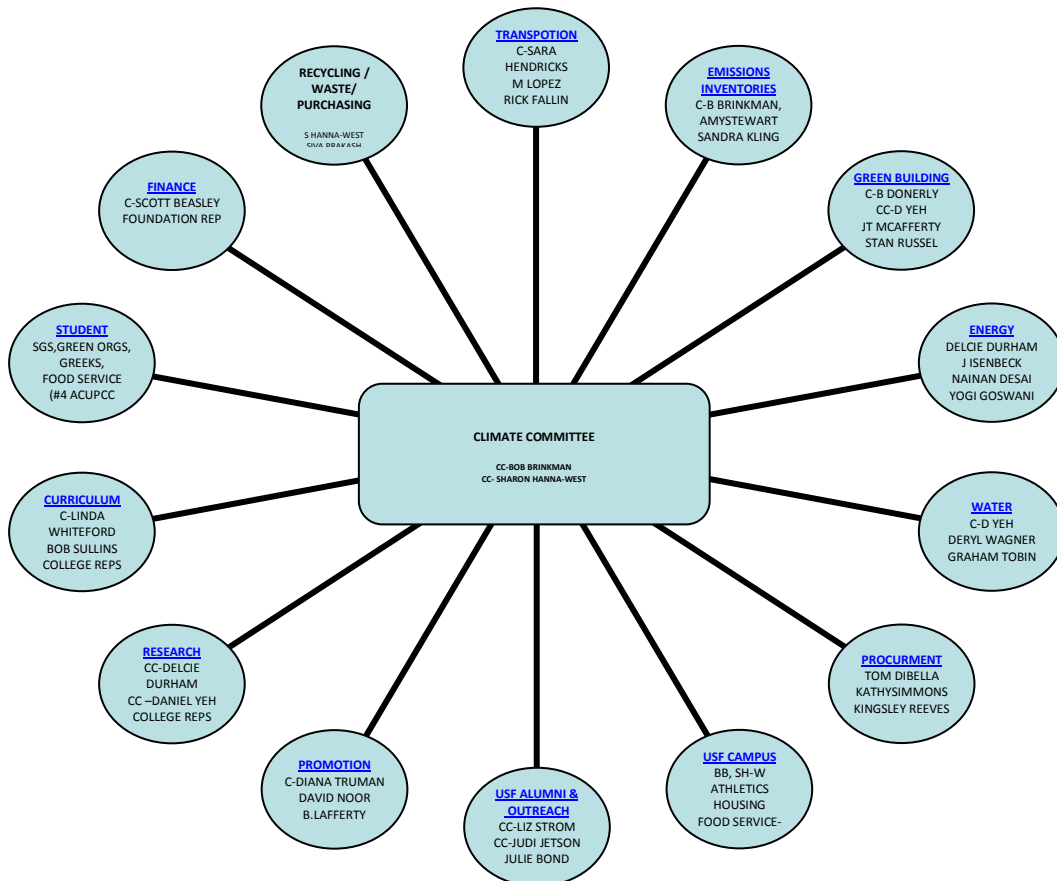 TRANSPOTION
C-SARA
HENDRICKS
M LOPEZ
RICK FALLIN
RECYCLING /
WASTE/
PURCHASING
S HANNA-WEST
SIVA PRAKASH
EMISSIONS
INVENTORIES
C-B BRINKMAN,
AMYSTEWART
SANDRA KLING
FINANCE
C-SCOTT BEASLEY
FOUNDATION REP
GREEN BUILDING
C-B DONERLY
CC-D YEH
JT MCAFFERTY
STAN RUSSEL
STUDENT
SGS,GREEN ORGS,
GREEKS,
FOOD SERVICE
(#4 ACUPCC
ENERGY
DELCIE DURHAM
J ISENBECK
NAINAN DESAI
YOGI GOSWANI
CLIMATE COMMITTEE
CC-BOB BRINKMAN
CC- SHARON HANNA-WEST
CURRICULUM
C-LINDA
WHITEFORD
BOB SULLINS
COLLEGE REPS
WATER
C-D YEH
DERYL WAGNER
GRAHAM TOBIN
RESEARCH
CC-DELCIE
DURHAM
CC –DANIEL YEH
COLLEGE REPS
PROCURMENT
TOM DIBELLA
KATHYSIMMONS
KINGSLEY REEVES
PROMOTION
C-DIANA TRUMAN
DAVID NOOR
B.LAFFERTY
USF ALUMNI &
OUTREACH
CC-LIZ STROM
CC-JUDI JETSON
JULIE BOND
USF CAMPUS
BB, SH-W
ATHLETICS
HOUSING
FOOD SERVICE-